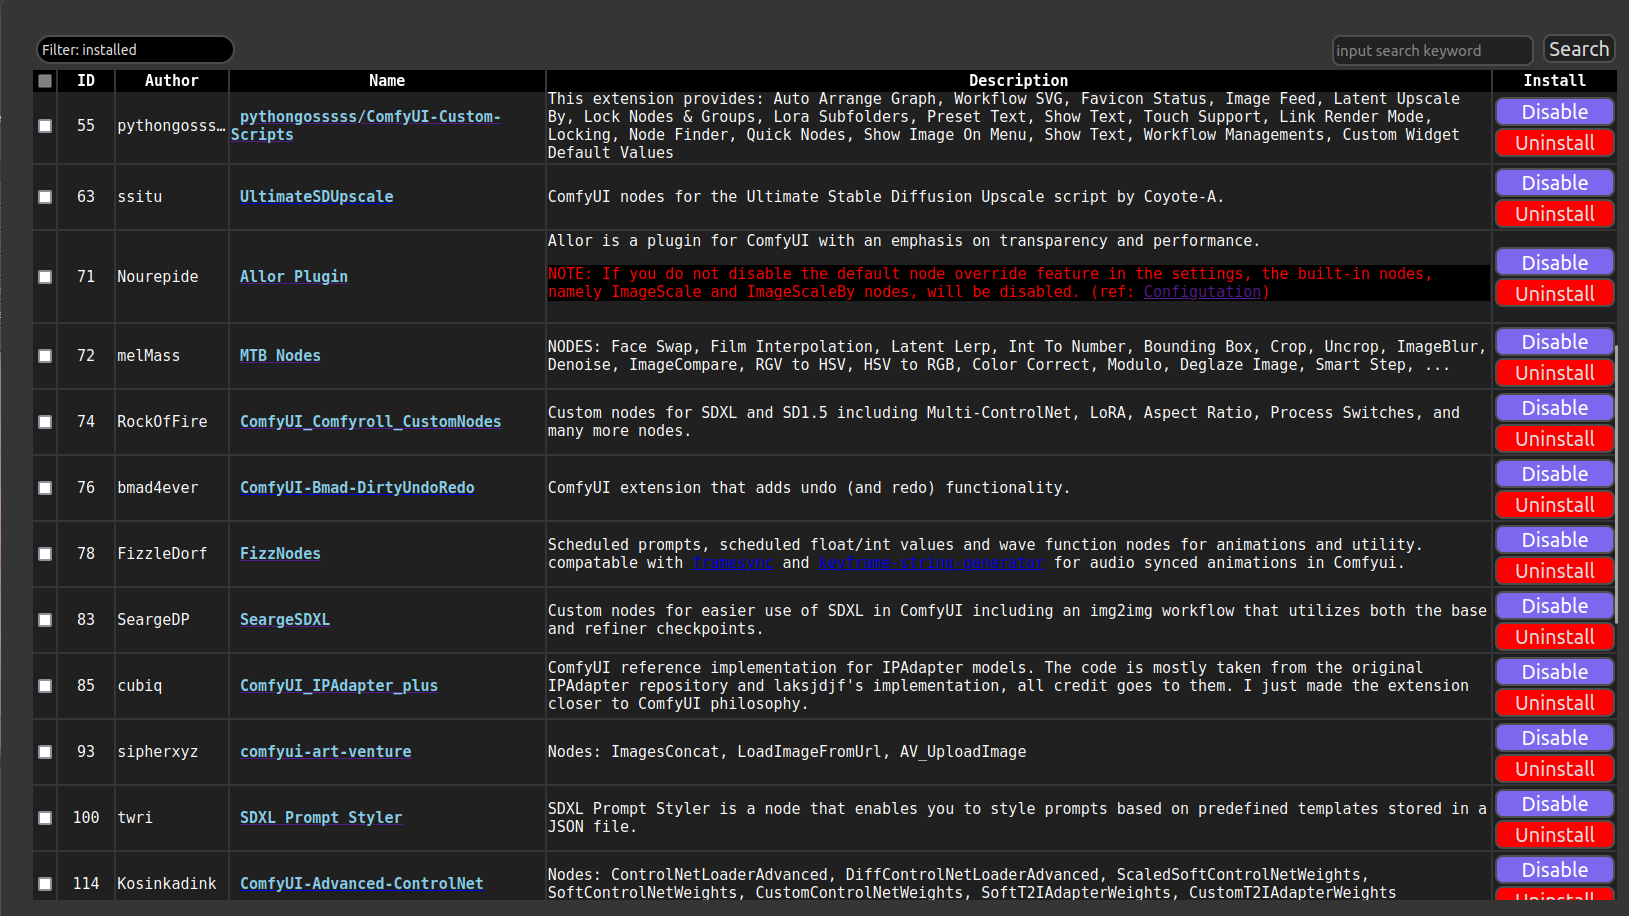 Filter: installed
input search keyword
Search
ID Author Name Description Install
55 pythongosss… pythongosssss/ComfyUI-Custom-
Scripts
This extension provides: Auto Arrange Graph, Workflow SVG, Favicon Status, Image Feed, Latent Upscale
By, Lock Nodes & Groups, Lora Subfolders, Preset Text, Show Text, Touch Support, Link Render Mode,
Locking, Node Finder, Quick Nodes, Show Image On Menu, Show Text, Workflow Managements, Custom Widget
Default Values
Disable
Uninstall
63 ssitu UltimateSDUpscale ComfyUI nodes for the Ultimate Stable Diffusion Upscale script by Coyote-A.
Disable
Uninstall
71 Nourepide Allor Plugin
Allor is a plugin for ComfyUI with an emphasis on transparency and performance.
NOTE: If you do not disable the default node override feature in the settings, the built-in nodes,
namely ImageScale and ImageScaleBy nodes, will be disabled. (ref: Configutation)
Disable
Uninstall
72 melMass MTB Nodes
NODES: Face Swap, Film Interpolation, Latent Lerp, Int To Number, Bounding Box, Crop, Uncrop, ImageBlur,
Denoise, ImageCompare, RGV to HSV, HSV to RGB, Color Correct, Modulo, Deglaze Image, Smart Step, ...
Disable
Uninstall
74 RockOfFire ComfyUI_Comfyroll_CustomNodes
Custom nodes for SDXL and SD1.5 including Multi-ControlNet, LoRA, Aspect Ratio, Process Switches, and
many more nodes.
Disable
Uninstall
76 bmad4ever ComfyUI-Bmad-DirtyUndoRedo ComfyUI extension that adds undo (and redo) functionality.
Disable
Uninstall
78 FizzleDorf FizzNodes
Scheduled prompts, scheduled float/int values and wave function nodes for animations and utility.
compatable with framesync and keyframe-string-generator for audio synced animations in Comfyui.
Disable
Uninstall
83 SeargeDP SeargeSDXL
Custom nodes for easier use of SDXL in ComfyUI including an img2img workflow that utilizes both the base
and refiner checkpoints.
Disable
Uninstall
85 cubiq ComfyUI_IPAdapter_plus
ComfyUI reference implementation for IPAdapter models. The code is mostly taken from the original
IPAdapter repository and laksjdjf's implementation, all credit goes to them. I just made the extension
closer to ComfyUI philosophy.
Disable
Uninstall
93 sipherxyz comfyui-art-venture Nodes: ImagesConcat, LoadImageFromUrl, AV_UploadImage
Disable
Uninstall
100 twri SDXL Prompt Styler
SDXL Prompt Styler is a node that enables you to style prompts based on predefined templates stored in a
JSON file.
Disable
Uninstall
114 Kosinkadink ComfyUI-Advanced-ControlNet
Nodes: ControlNetLoaderAdvanced, DiffControlNetLoaderAdvanced, ScaledSoftControlNetWeights,
SoftControlNetWeights, CustomControlNetWeights, SoftT2IAdapterWeights, CustomT2IAdapterWeights
Disable
Uninstall